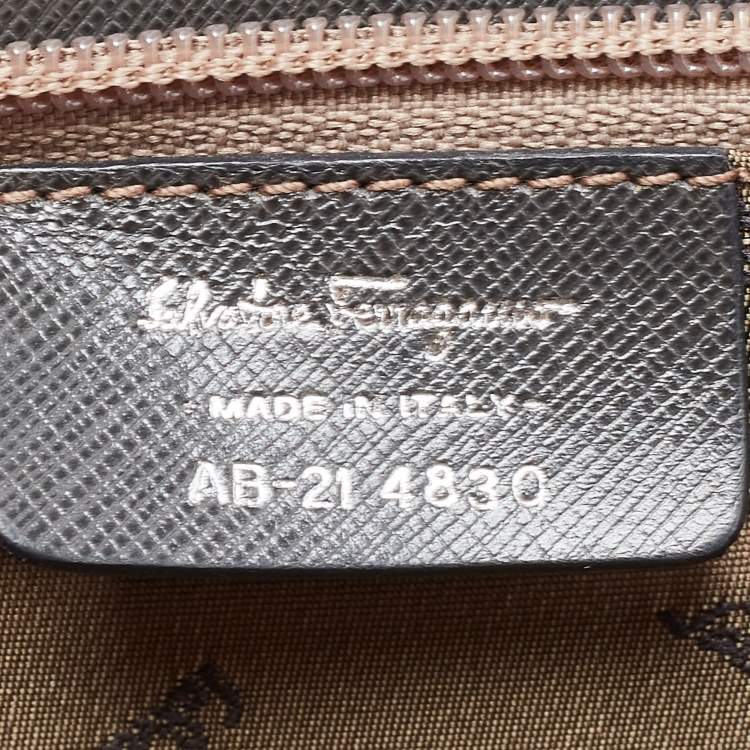 Salvatore Ferragamo
- MADE IN ITALY -
AB-21 4830